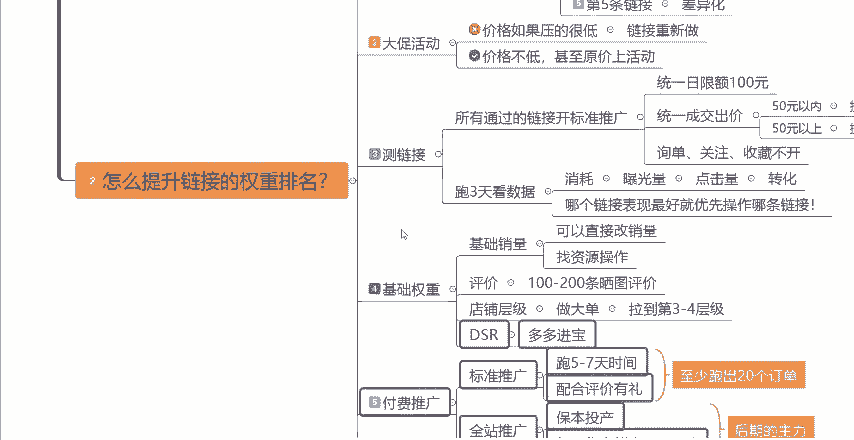 第5条链接 差异化
大促活动
价格如果压的很低 链接重新做
价格不低，甚至原价上活动
2 怎么提升链接的权重排名？
3 测链接
所有通过的链接开标准推广
统一日限额100元
统一成交出价
50元以内
50元以上
询单、关注、收藏不开
跑3天看数据
消耗 曝光量 点击量 转化
哪个链接表现最好就优先操作哪条链接！
4 基础权重
基础销量
可以直接改销量
找资源操作
评价 100-200条晒图评价
店铺层级 做大单 拉到第3-4层级
DSR 多多进宝
5 付费推广
标准推广
跑5-7天时间
配合评价有礼
至少跑出20个订单
全站推广
保本投产
后期的主力